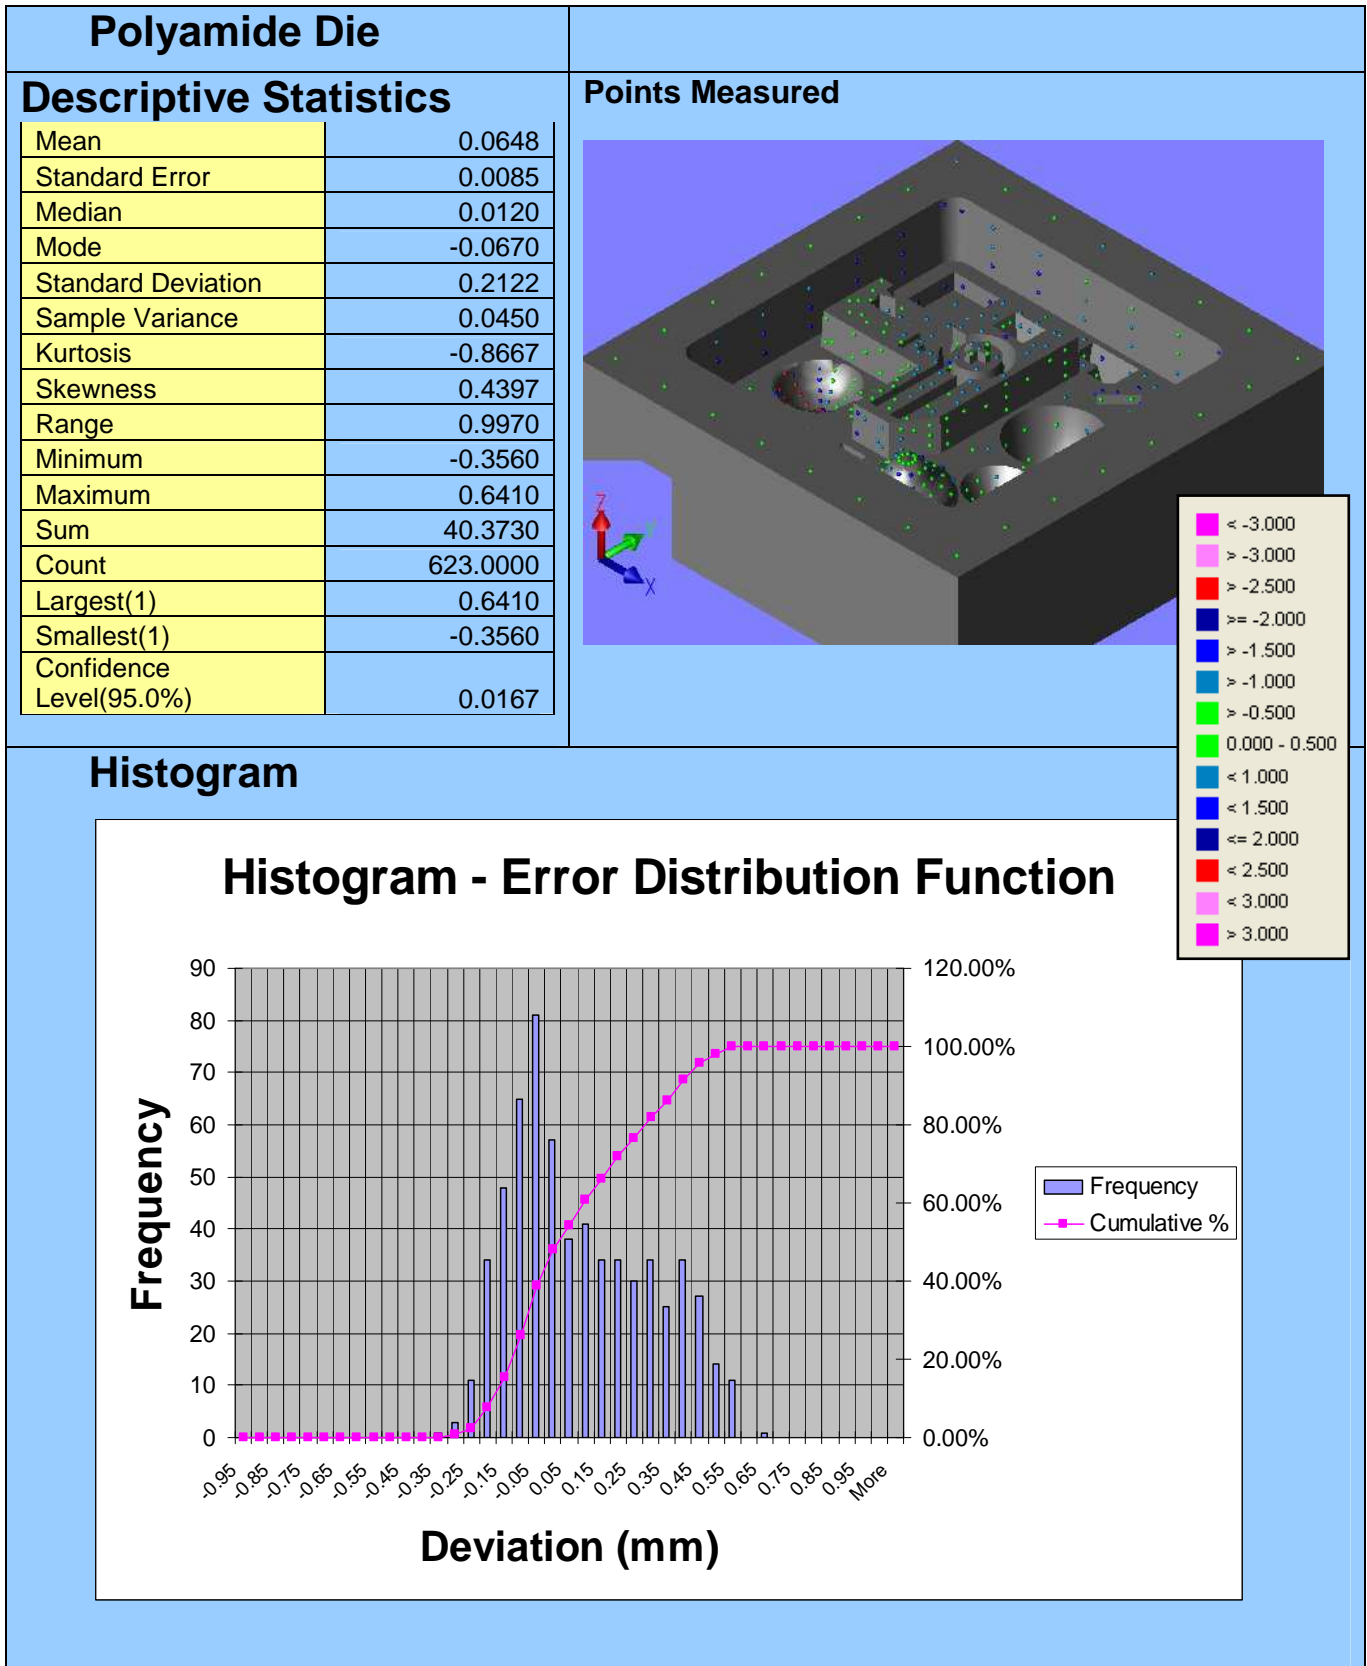 Polyamide Die
Descriptive Statistics
Mean 0.0648
Standard Error 0.0085
Median 0.0120
Mode -0.0670
Standard Deviation 0.2122
Sample Variance 0.0450
Kurtosis -0.8667
Skewness 0.4397
Range 0.9970
Minimum -0.3560
Maximum 0.6410
Sum 40.3730
Count 623.0000
Largest(1) 0.6410
Smallest(1) -0.3560
Confidence
Level(95.0%) 0.0167
Points Measured
Z
Y
X
< -3.000
> -3.000
> -2.500
>= -2.000
> -1.500
> -1.000
> -0.500
0.000 - 0.500
< 1.000
< 1.500
<= 2.000
< 2.500
< 3.000
> 3.000
Histogram
Histogram - Error Distribution Function
Frequency
90
80
70
60
50
40
30
20
10
0
120.00%
100.00%
80.00%
60.00%
40.00%
20.00%
0.00%
-0.95 -0.85 -0.75 -0.65 -0.55 -0.45 -0.35 -0.25 -0.15 -0.05 0.05 0.15 0.25 0.35 0.45 0.55 0.65 0.75 0.85 0.95 More
Deviation (mm)
Frequency
Cumulative %